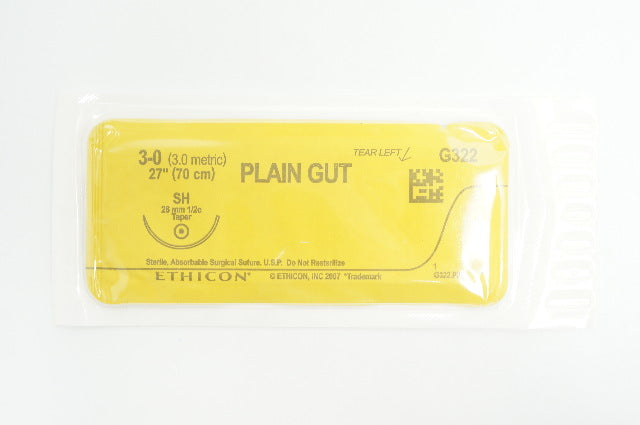 3-0 (3.0 metric)
27" (70 cm)
SH
26 mm 1/2c
Taper
PLAIN GUT
TEAR LEFT
G322
Sterile, Absorbable Surgical Suture. U.S.P. Do Not Resterilize
ETHICON* © ETHICON, INC 2007 *Trademark
1